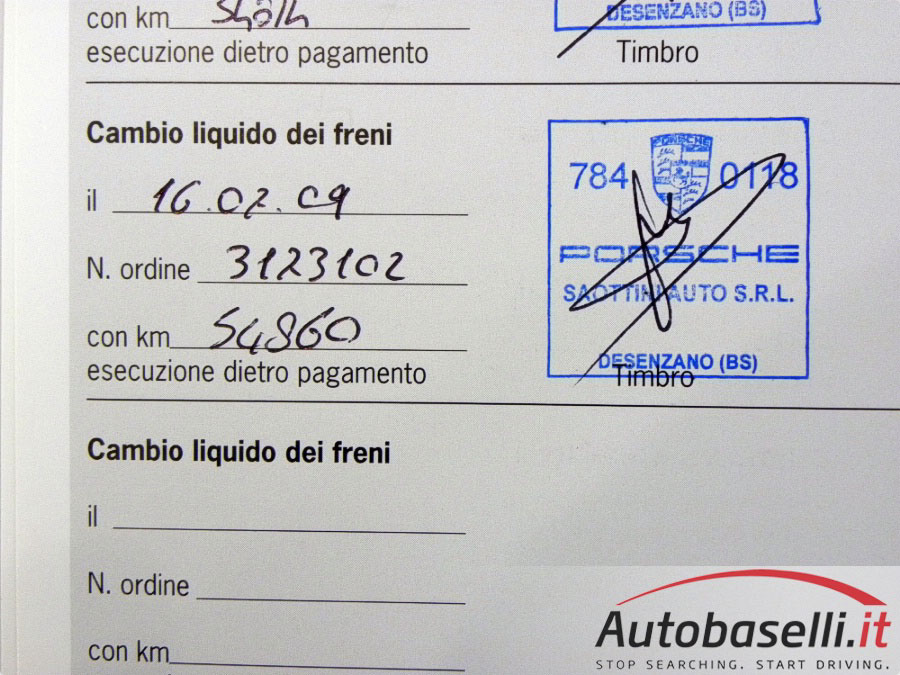 con km
DESENZANO (BS)
esecuzione dietro pagamento
Timbro
Cambio liquido dei freni
PORSCHE
784 0118
il 16.02.09
N. ordine 3123102
PORSCHE
SAOTTINI AUTO S.R.L.
con km 54860
DESENZANO (BS)
esecuzione dietro pagamento
Timbro
Cambio liquido dei freni
il
N. ordine
con km
Autobaselli.it
STOP SEARCHING. START DRIVING.